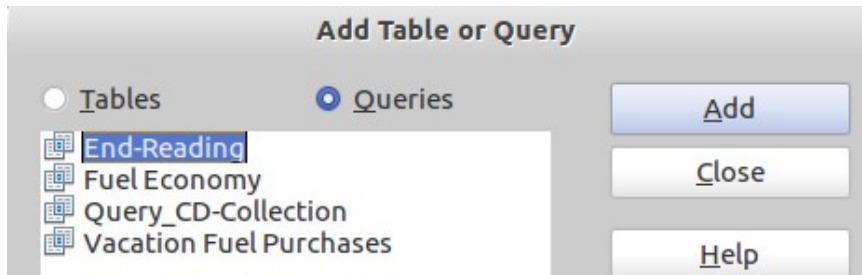 Add Table or Query
Tables Queries
Add
End-Reading
Close
Fuel Economy
Query_CD-Collection
Vacation Fuel Purchases
Help